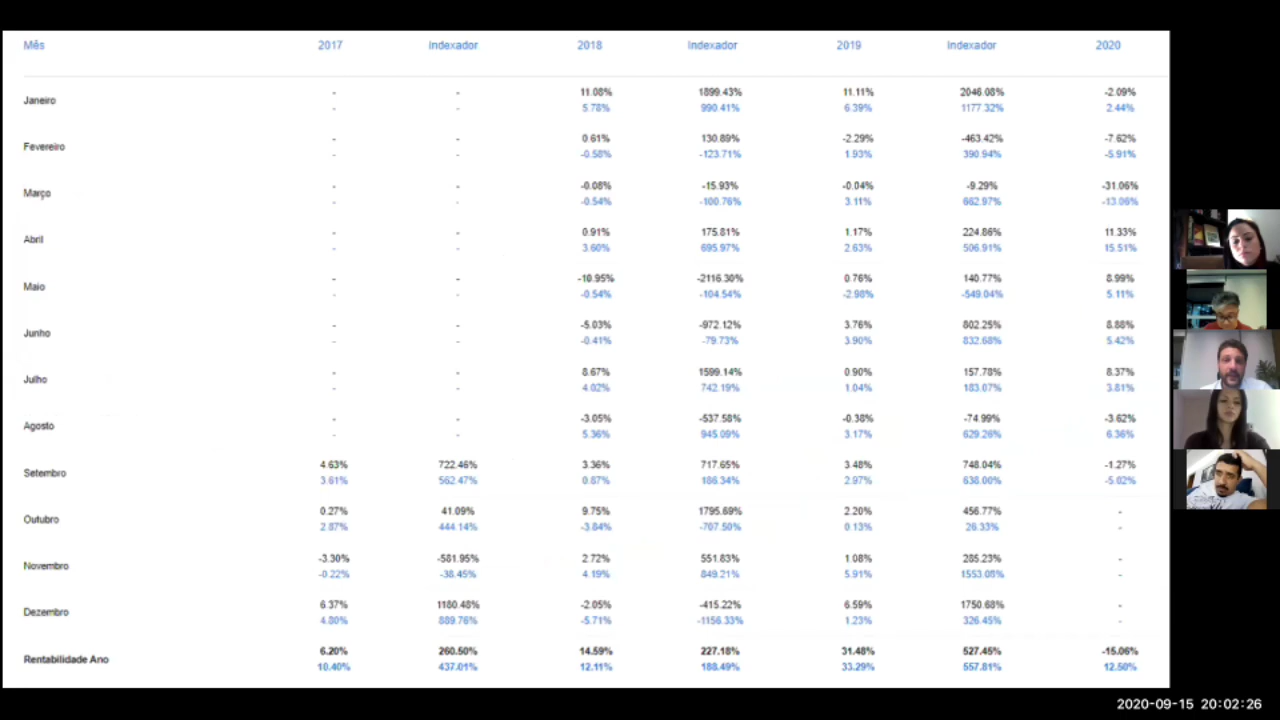 Mês 2017 Indexador 2018 Indexador 2019 Indexador 2020
Janeiro
- - 11.08% 1899.43% 11.11% 2046.08% -2.09%
- - 5.78% 990.41% 6.39% 1177.32% 2.44%
Fevereiro
- - 0.61% 130.89% -2.29% -463.42% -7.62%
- - -0.58% -123.71% 1.93% 390.94% -5.91%
Março
- - -0.08% -15.93% -0.04% -9.29% -31.06%
- - -0.54% -100.76% 3.11% 662.97% -13.06%
Abril
- - 0.91% 175.81% 1.17% 224.86% 11.33%
- - 3.60% 695.97% 2.63% 506.91% 15.51%
Maio
- - -10.95% -2116.30% 0.76% 140.77% 8.99%
- - -0.54% -104.54% -2.98% -549.04% 5.11%
Junho
- - -5.03% -972.12% 3.76% 802.25% 8.88%
- - -0.41% -79.73% 3.90% 832.68% 5.42%
Julho
- - 8.67% 1599.14% 0.90% 157.78% 8.37%
- - 4.02% 742.19% 1.04% 183.07% 3.81%
Agosto
- - -3.05% -537.58% -0.38% -74.99% -3.62%
- - 5.36% 945.09% 3.17% 629.26% 6.36%
Setembro
4.63% 722.46% 3.36% 717.65% 3.48% 748.04% -1.27%
3.61% 562.47% 0.87% 186.34% 2.97% 638.00% -5.02%
Outubro
0.27% 41.09% 9.75% 1795.69% 2.20% 456.77% -
2.87% 444.14% -3.84% -707.50% 0.13% 26.33% -
Novembro
-3.30% -581.95% 2.72% 551.83% 1.08% 285.23% -
-0.22% -38.45% 4.19% 849.21% 5.91% 1553.08% -
Dezembro
6.37% 1180.48% -2.05% -415.22% 6.59% 1750.68% -
4.80% 889.76% -5.71% -1156.33% 1.23% 326.45% -
Rentabilidade Ano
6.20% 260.50% 14.59% 227.18% 31.48% 527.45% -15.06%
10.40% 437.01% 12.11% 188.49% 33.29% 557.81% 12.50%
2020-09-15 20:02:26